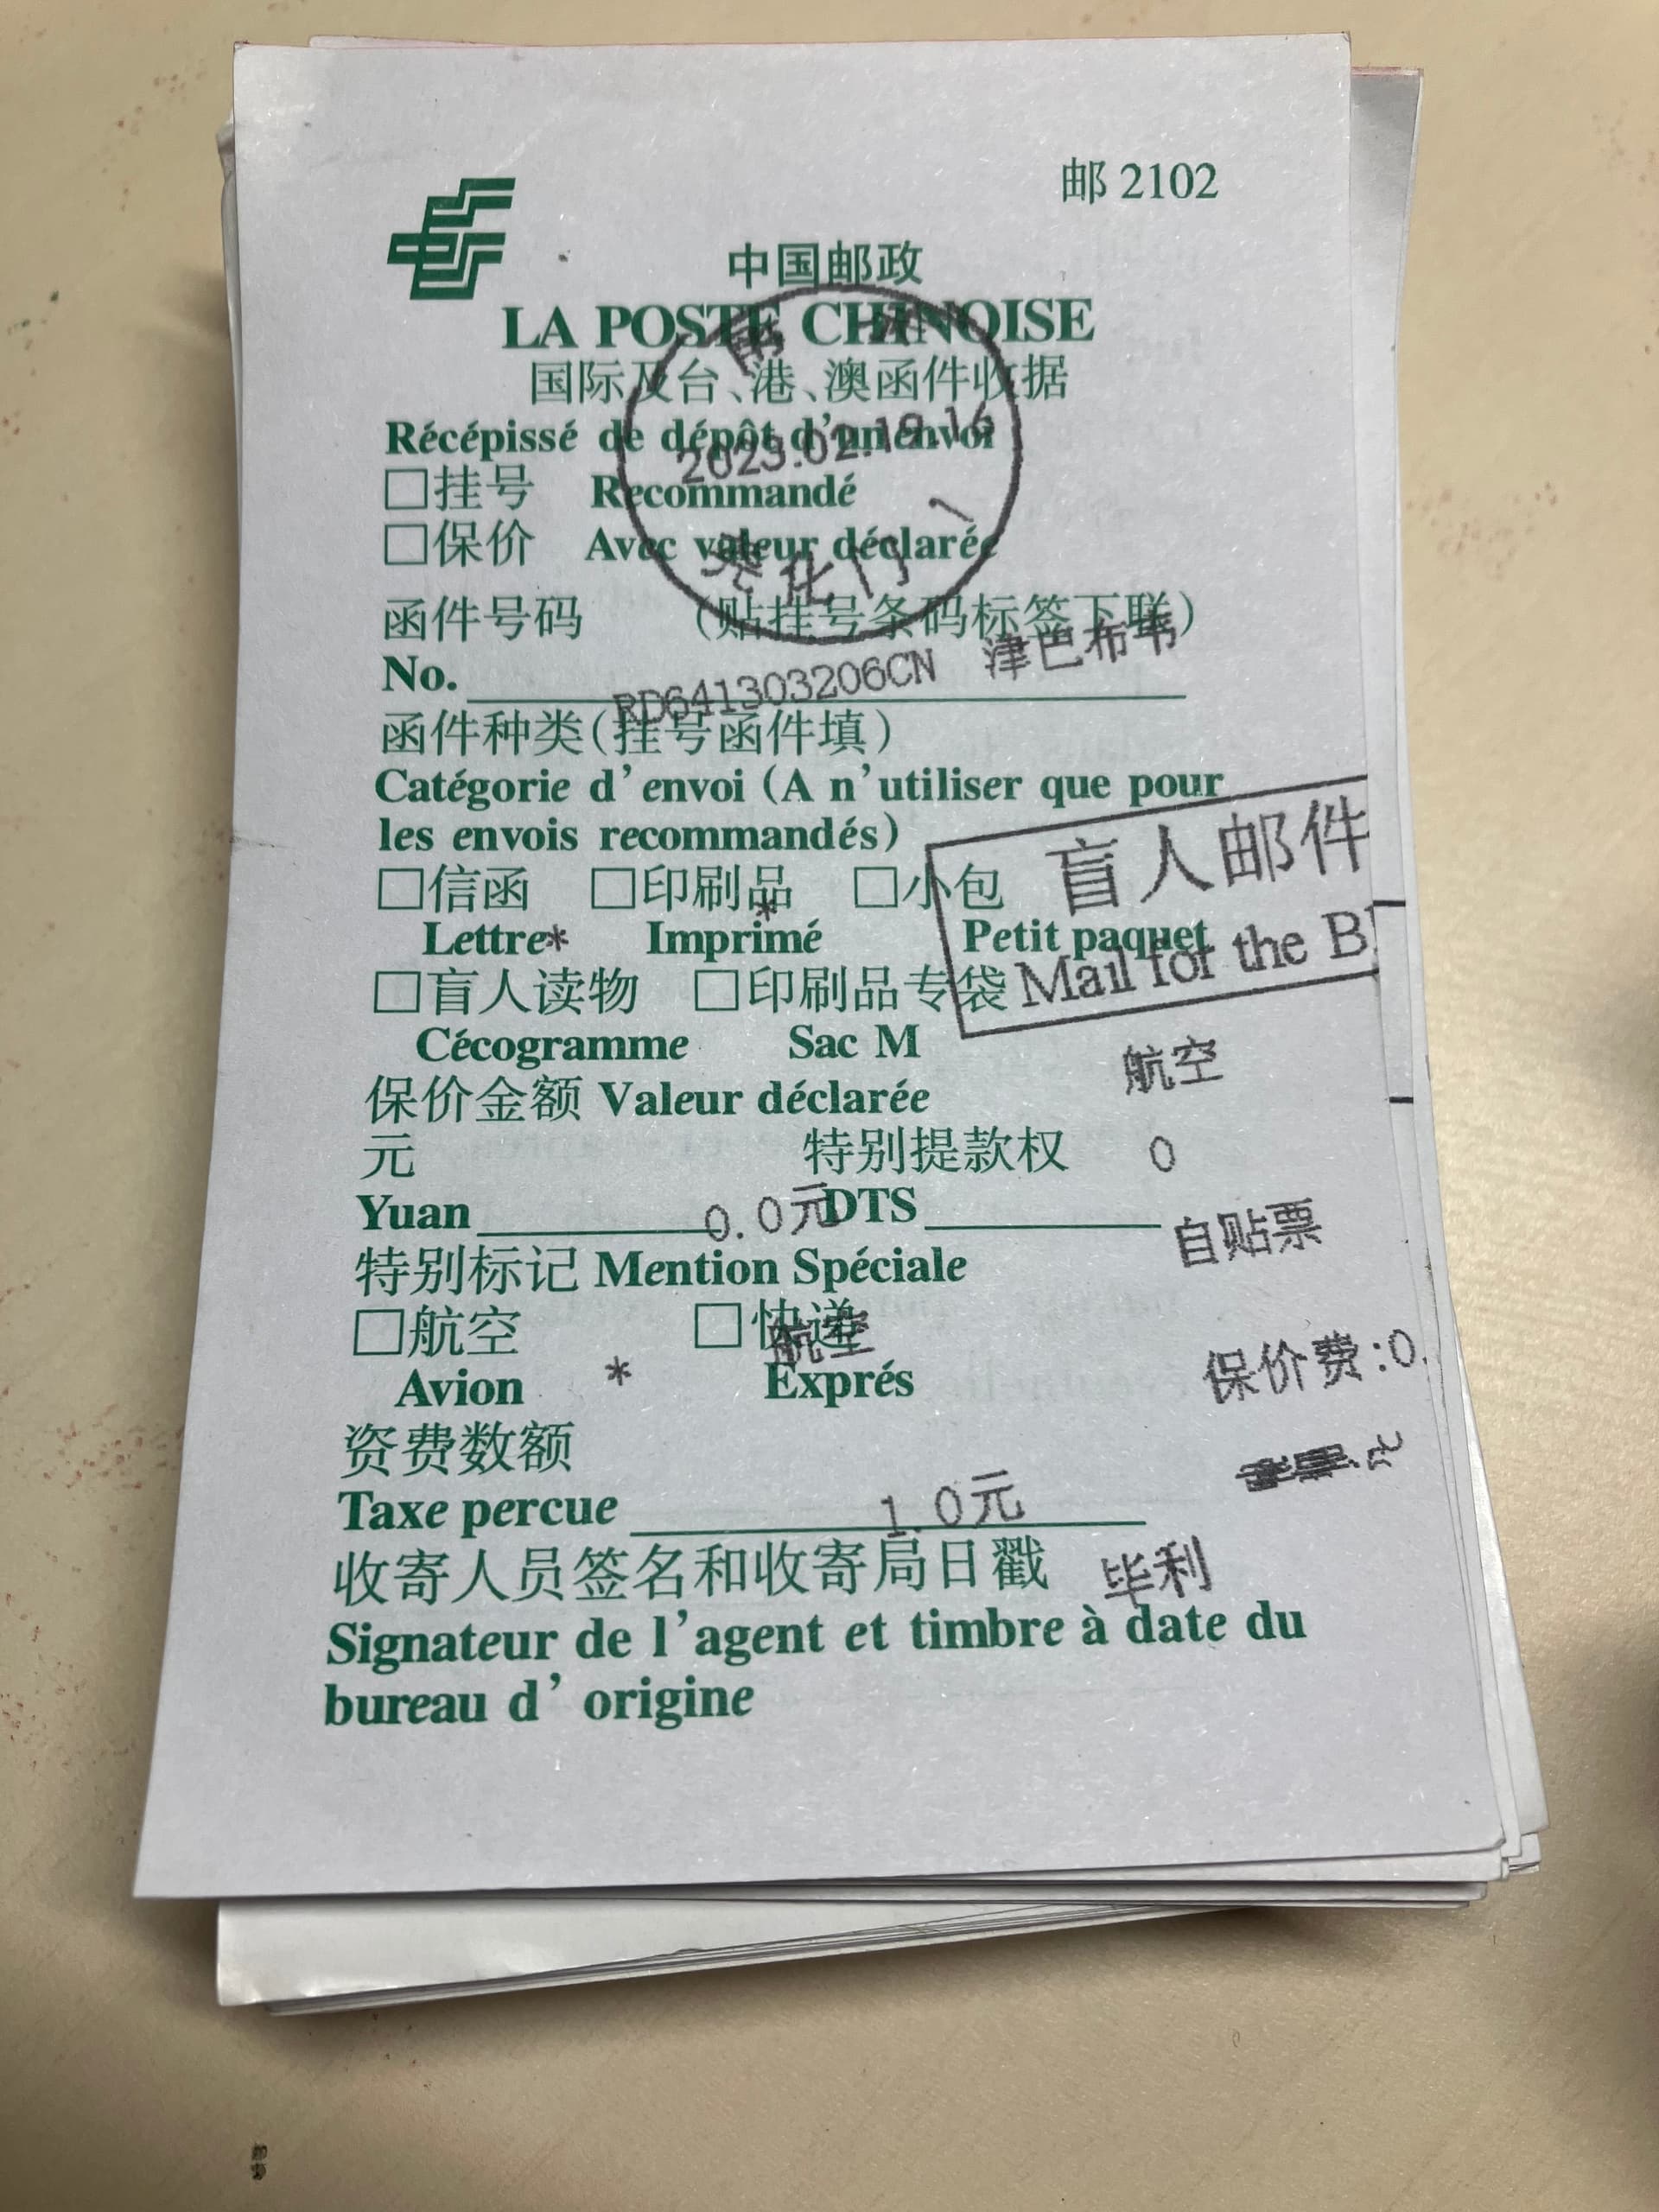 邮 2102
中国邮政
LA POSTE CHINOISE
国际及台、港、澳函件收据
Récépissé de dépôt d'un envoi
2023.02.19.16
□挂号 Recommandé
□保价 Avec valeur déclarée
尧化门 1
函件号码 (贴挂号条码标签下联)
No. RD641303206CN 津巴布韦
函件种类(挂号函件填)
Catégorie d'envoi (A n'utiliser que pour
les envois recommandés)
盲人邮件
□信函 □印刷品 □小包
Lettre* Imprimé * Petit paquet
Mail for the
□盲人读物 □印刷品专袋
Cécogramme Sac M
航空
保价金额 Valeur déclarée
元 特别提款权 0
Yuan 0.0元 DTS
自贴票
特别标记 Mention Spéciale
□航空 □快递
航空
Avion * Exprés
保价费:0.
资费数额
Taxe percue 1.0元
收寄人员签名和收寄局日戳 毕利
Signateur de l'agent et timbre à date du
bureau d' origine